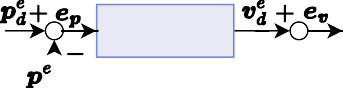 p_d^e + e_p v_d^e + e_v
−
p^e